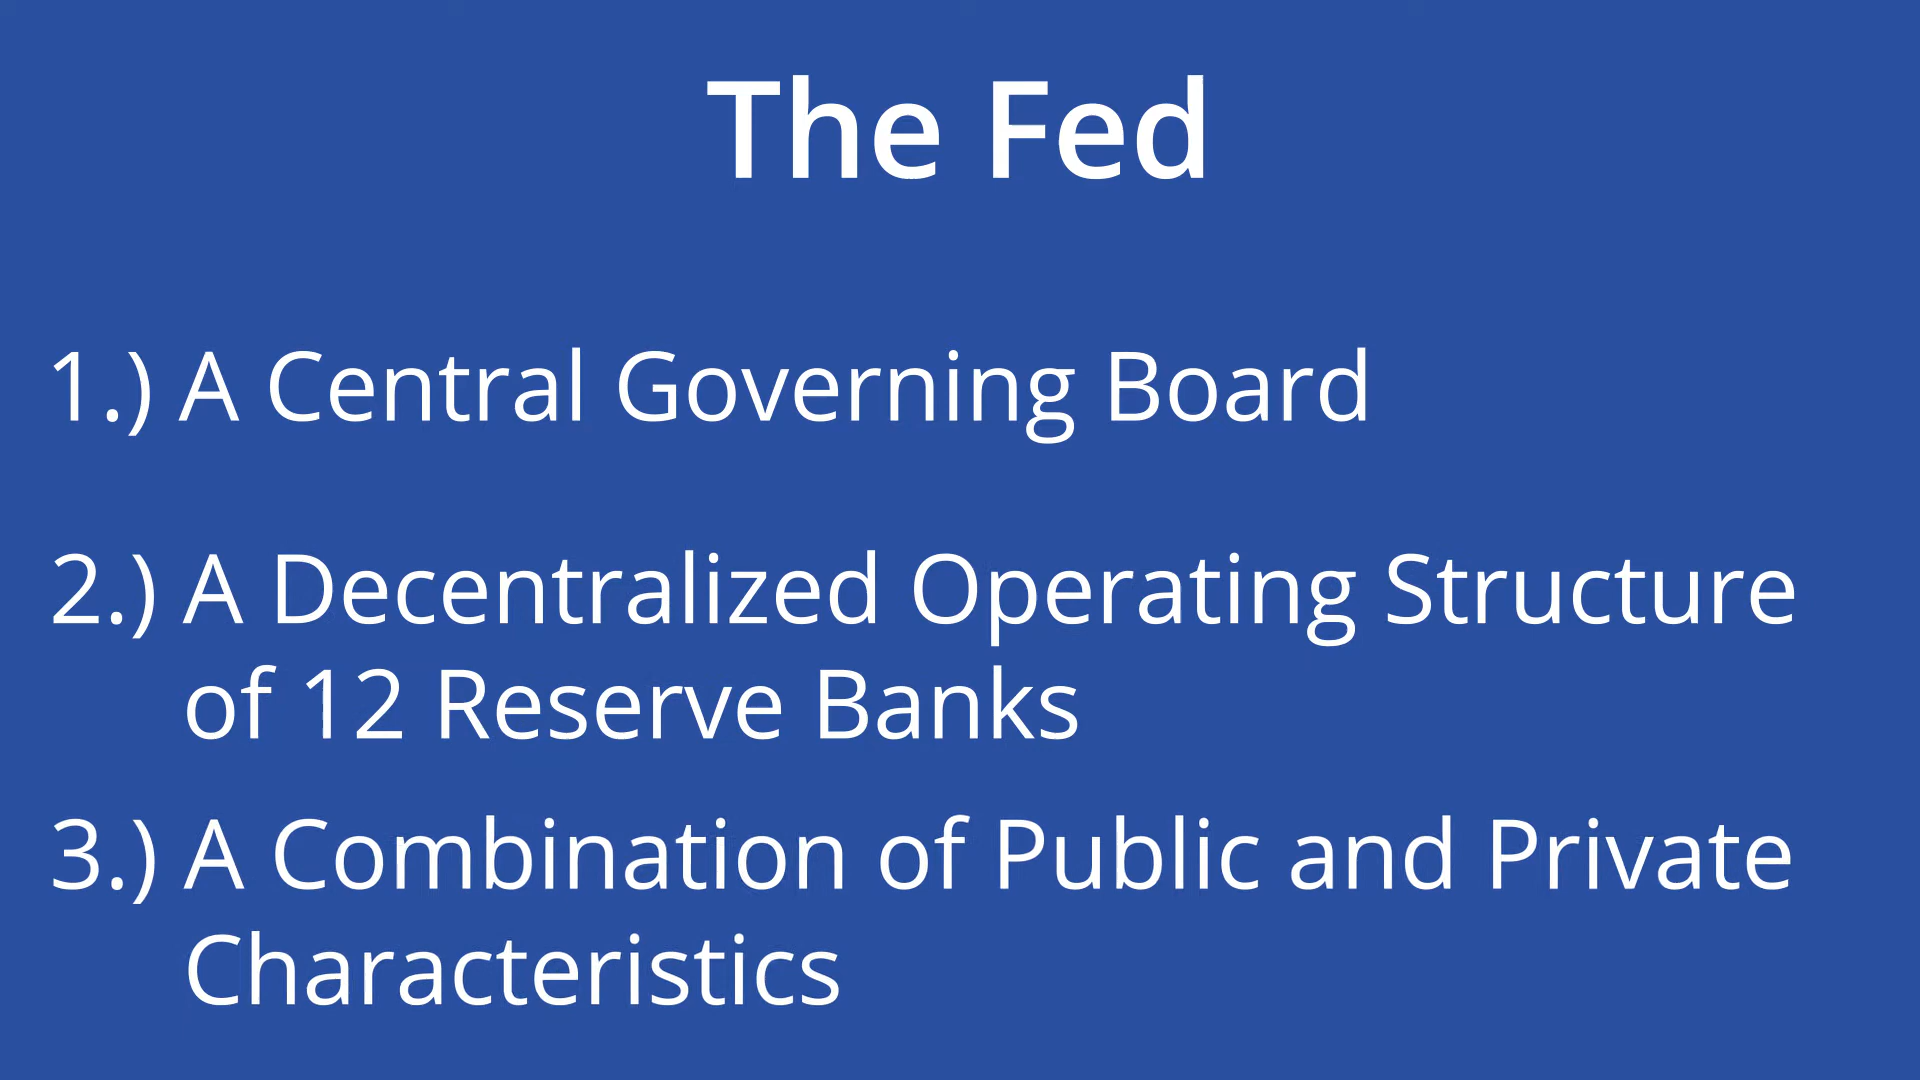 The Fed
1.) A Central Governing Board
2.) A Decentralized Operating Structure
of 12 Reserve Banks
3.) A Combination of Public and Private
Characteristics